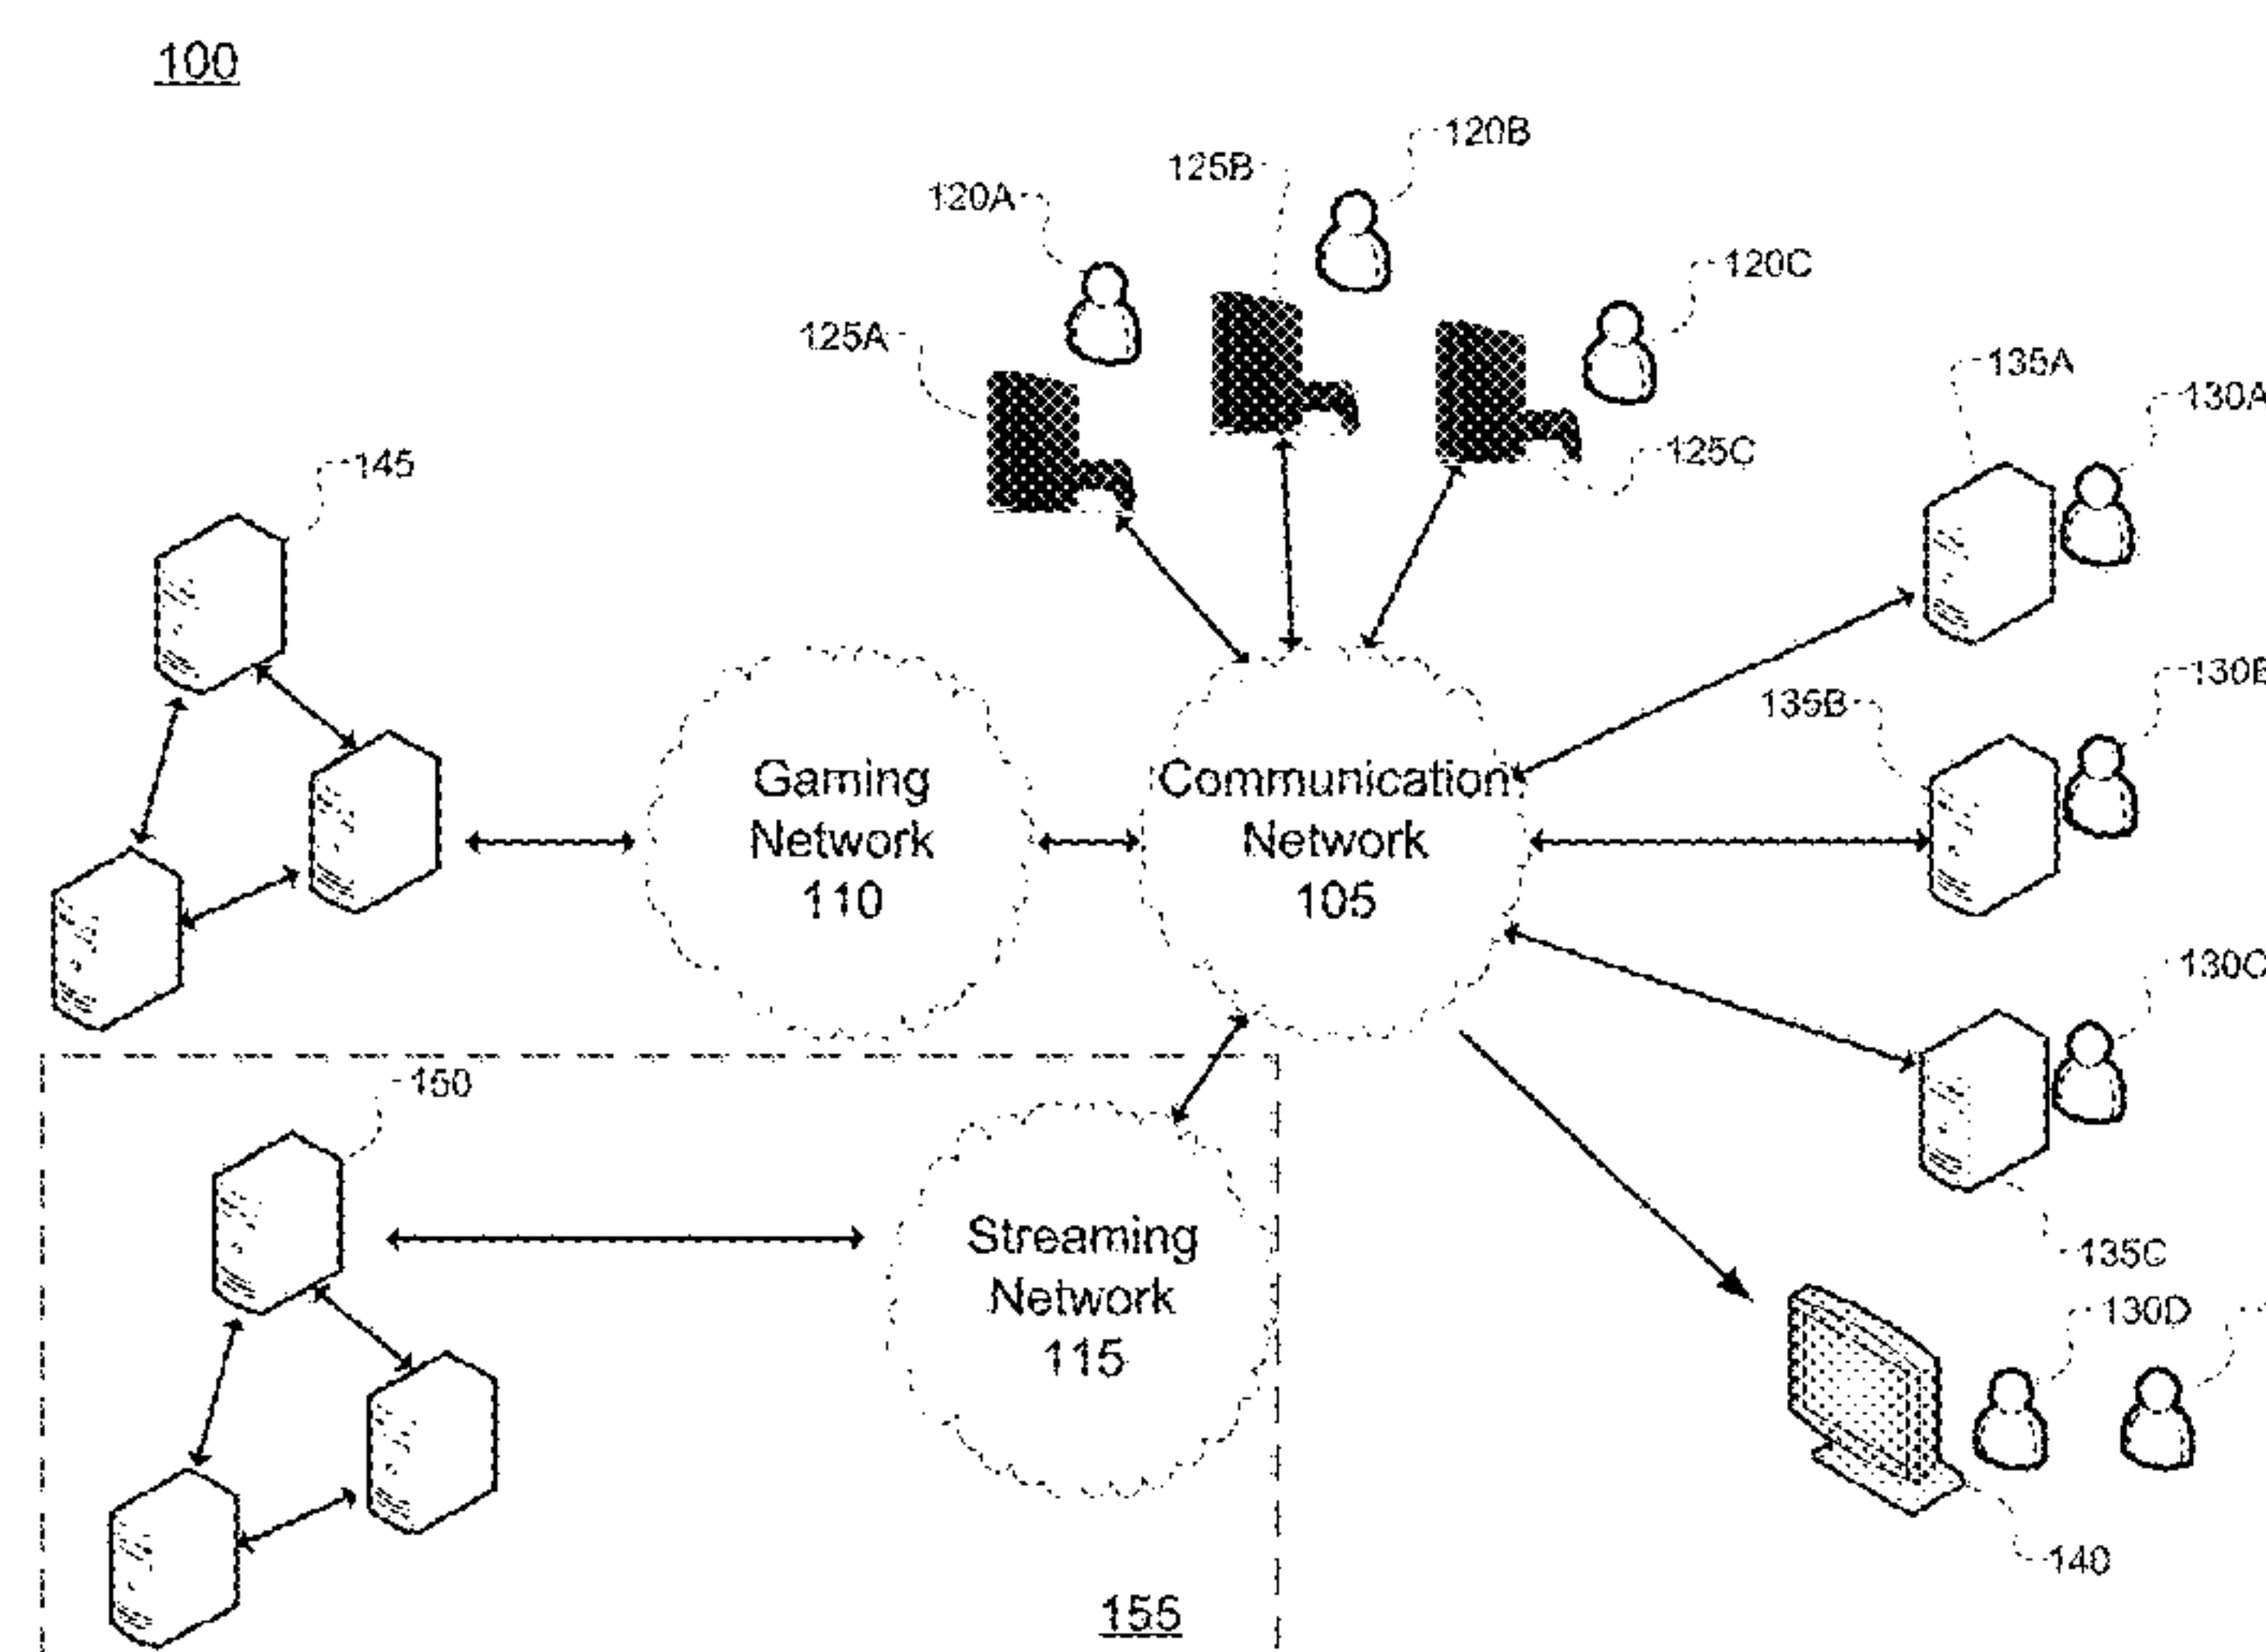 100
120B
125B
120A
120C
125A
135A
130A
125C
145
130B
135B
Gaming
Network
110
Communication
Network
105
130C
150
Streaming
Network
115
135C
130D
140
155